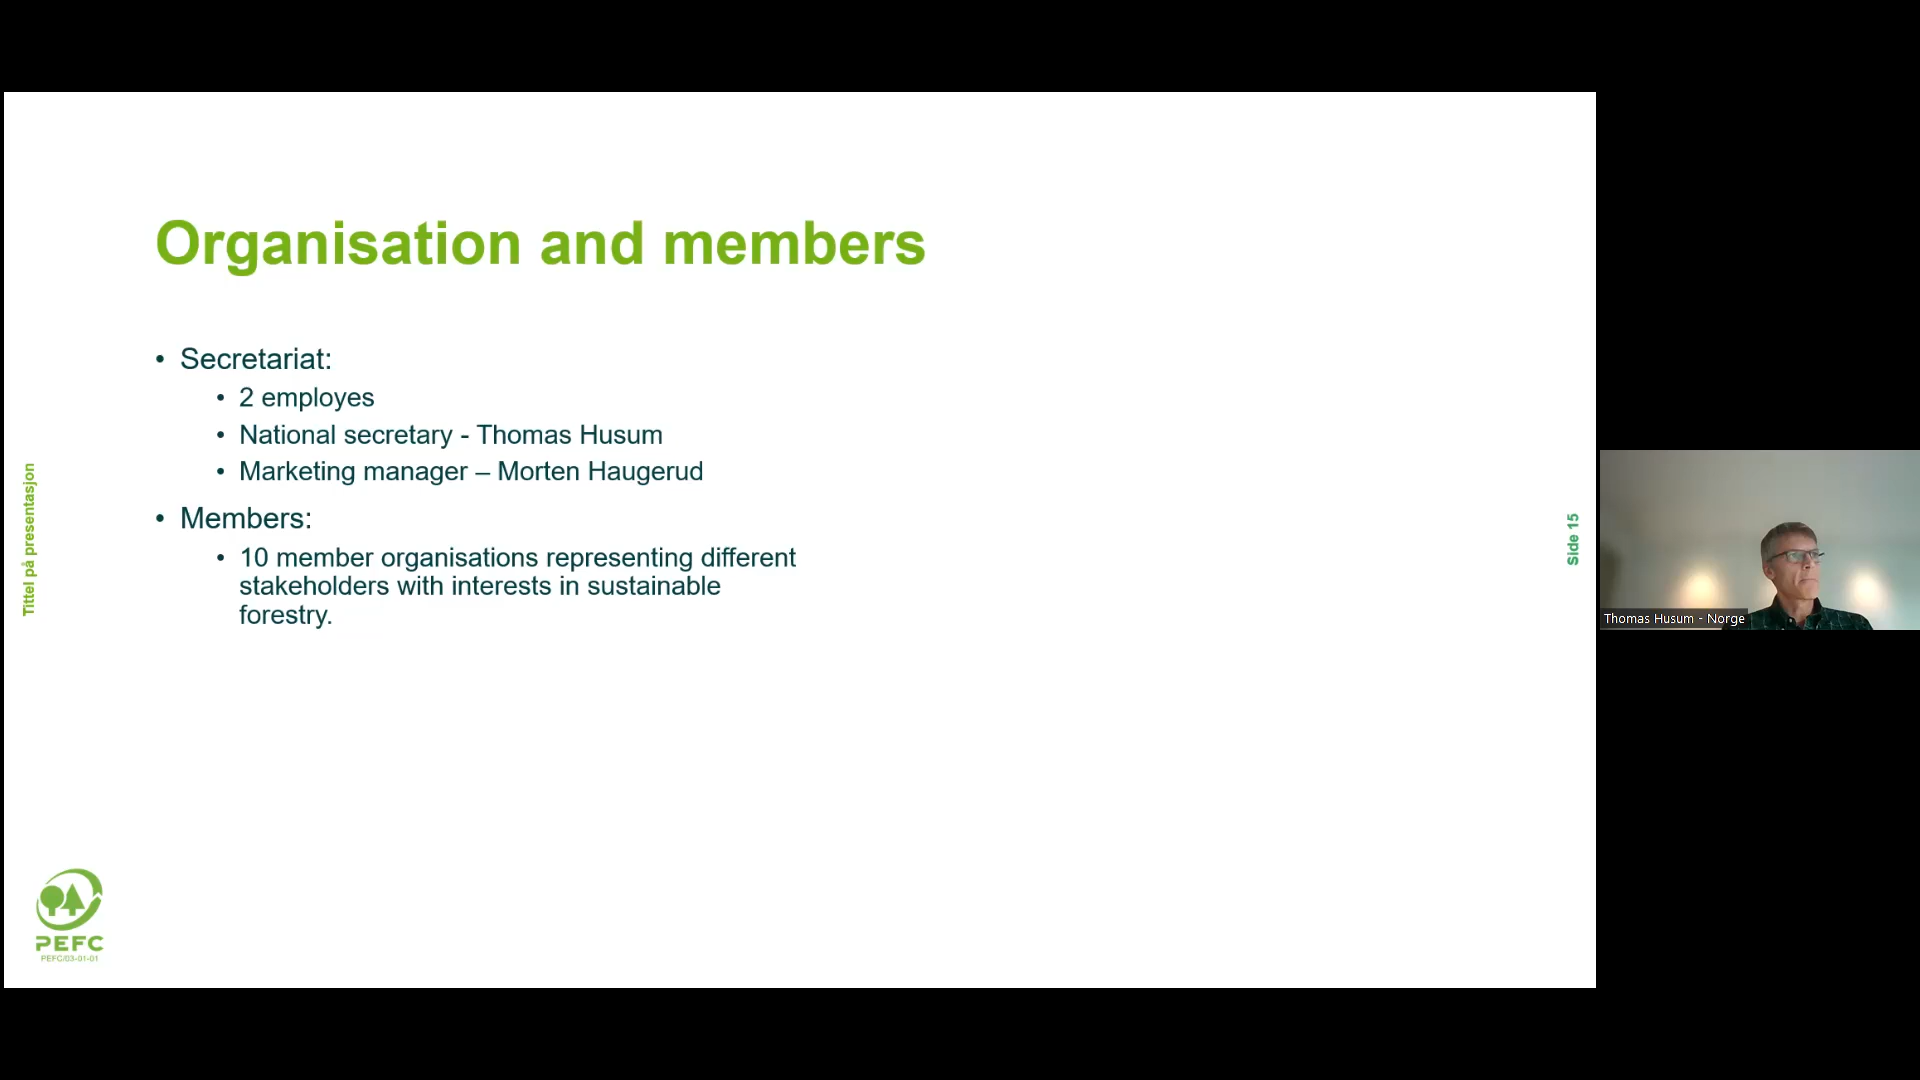 Organisation and members
• Secretariat:
• 2 employes
• National secretary - Thomas Husum
• Marketing manager – Morten Haugerud
• Members:
• 10 member organisations representing different
stakeholders with interests in sustainable
forestry.
Tittel på presentasjon
Side 15
PEFC
PEFC/03-01-01
Thomas Husum - Norge